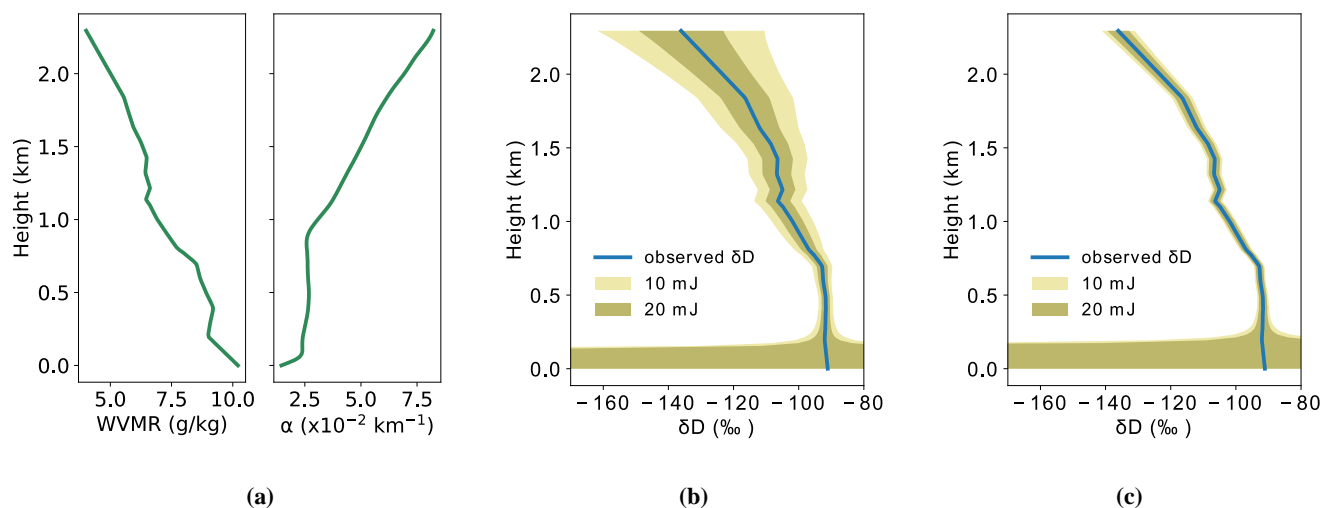 Height (km)
2.0
1.5
1.0
0.5
0.0
5.0 7.5 10.0
WVMR (g/kg)
2.5 5.0 7.5
α (x10⁻² km⁻¹)
(a)
Height (km)
2.0
1.5
1.0
0.5
0.0
observed δD
10 mJ
20 mJ
−160 −140 −120 −100 −80
δD (‰ )
(b)
Height (km)
2.0
1.5
1.0
0.5
0.0
observed δD
10 mJ
20 mJ
−160 −140 −120 −100 −80
δD (‰ )
(c)